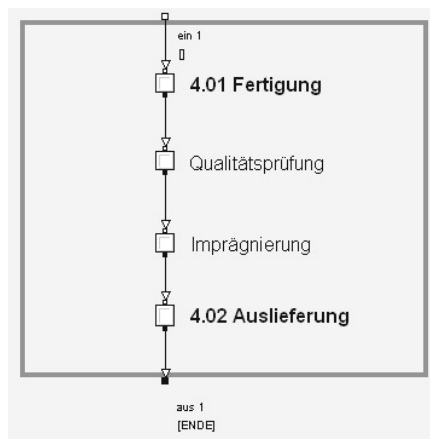 ein 1
[]
4.01 Fertigung
Qualitätsprüfung
Imprägnierung
4.02 Auslieferung
aus 1
[ENDE]